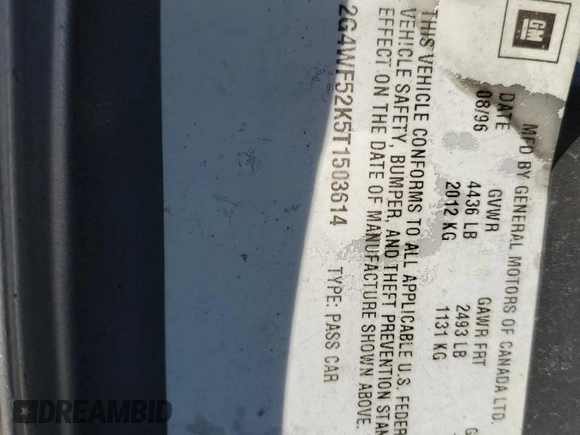 GM
MFD BY GENERAL MOTORS OF CANADA LTD.
DATE GVWR GAWR FRT
08/96 4436 LB 2493 LB
2012 KG 1131 KG
THIS VEHICLE CONFORMS TO ALL APPLICABLE U.S. FEDER
VEHICLE SAFETY, BUMPER, AND THEFT PREVENTION STAN
EFFECT ON THE DATE OF MANUFACTURE SHOWN ABOVE.
2G4WF52K5T1503614 TYPE: PASS CAR
DREAMBID